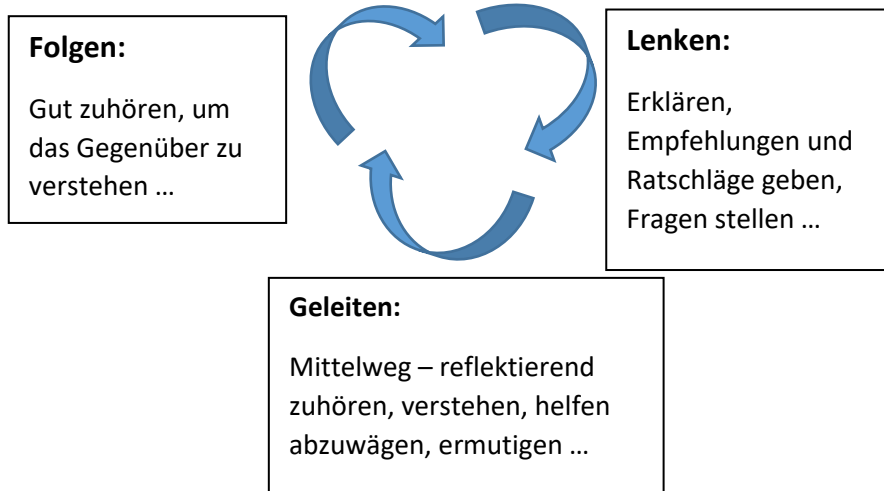 Folgen:
Gut zuhören, um
das Gegenüber zu
verstehen ...
Lenken:
Erklären,
Empfehlungen und
Ratschläge geben,
Fragen stellen ...
Geleiten:
Mittelweg – reflektierend
zuhören, verstehen, helfen
abzuwägen, ermutigen ...